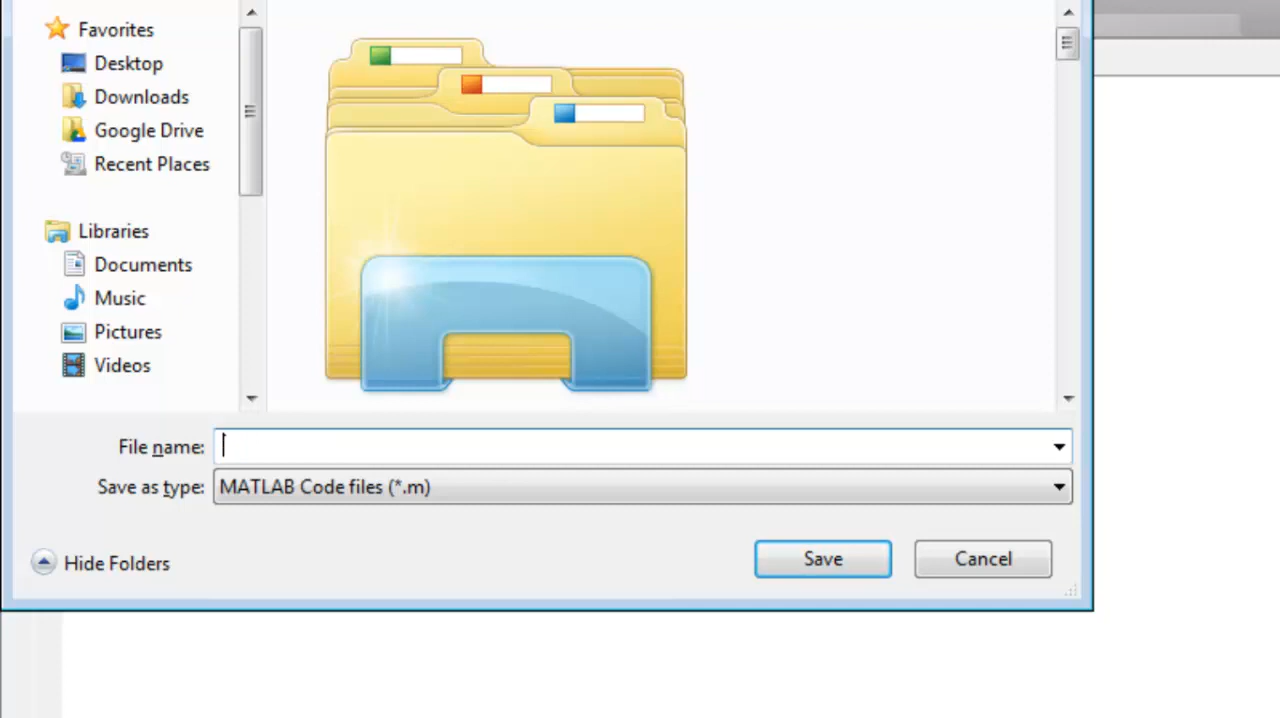 Favorites
Desktop
Downloads
Google Drive
Recent Places
Libraries
Documents
Music
Pictures
Videos
File name:
Save as type: MATLAB Code files (*.m)
Hide Folders
Save Cancel